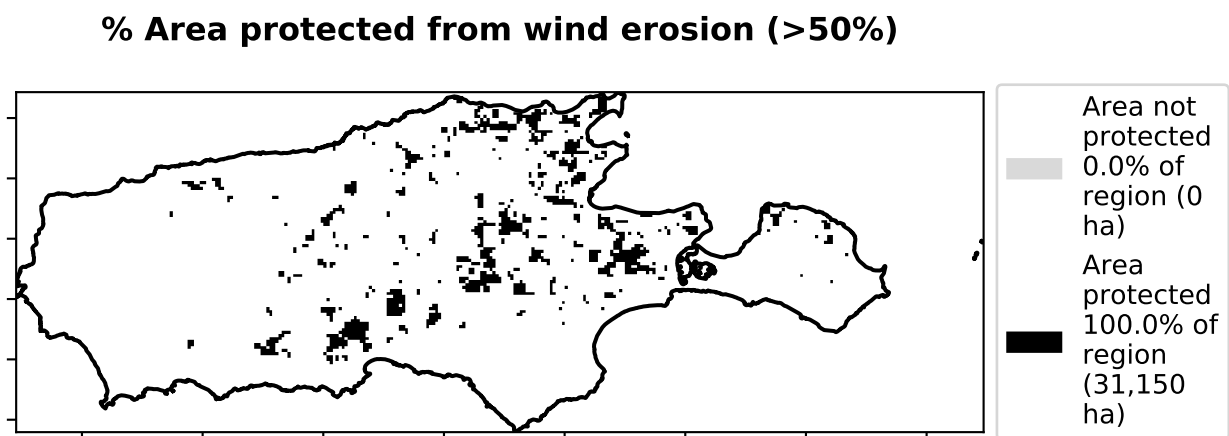 % Area protected from wind erosion (>50%)
Area not
protected
0.0% of
region (0
ha)
Area
protected
100.0% of
region
(31,150
ha)